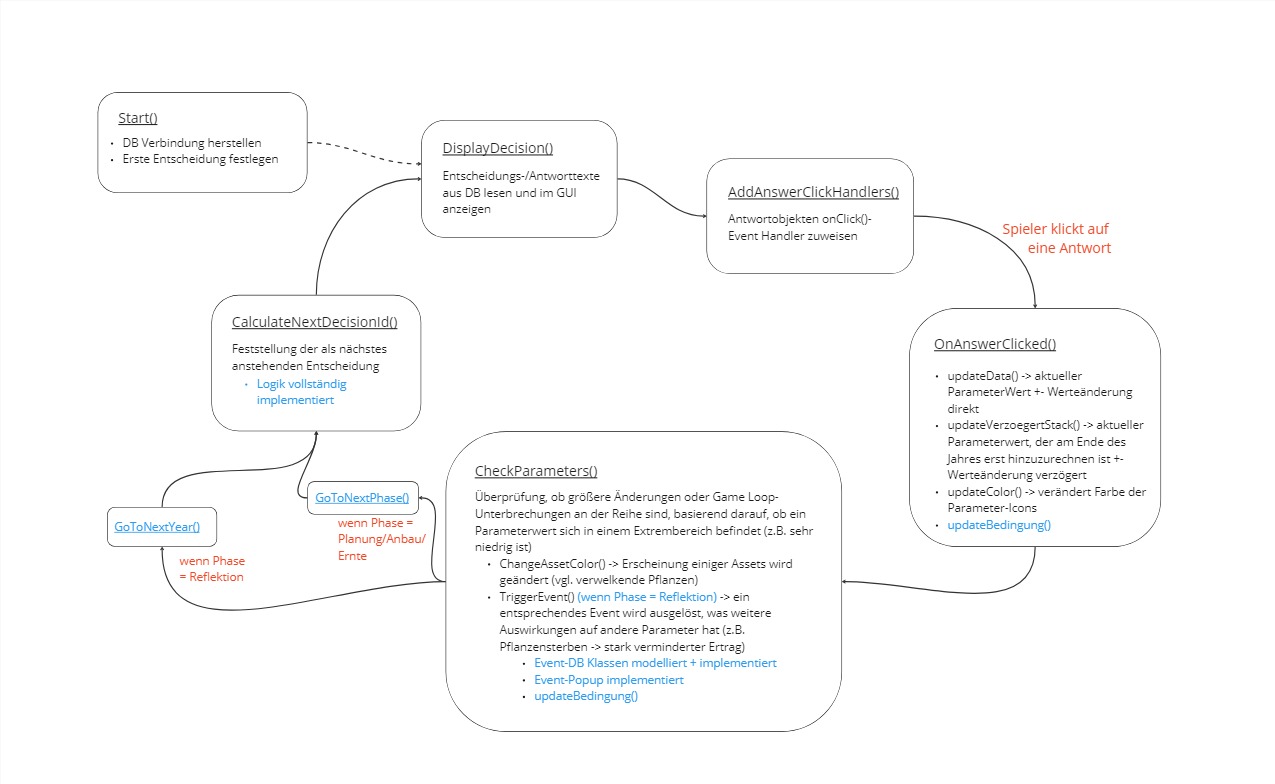 Start()
• DB Verbindung herstellen
• Erste Entscheidung festlegen
DisplayDecision()
Entscheidungs-/Antworttexte
aus DB lesen und im GUI
anzeigen
AddAnswerClickHandlers()
Antwortobjekten onClick()-
Event Handler zuweisen
Spieler klickt auf
eine Antwort
OnAnswerClicked()
• updateData() -> aktueller
ParameterWert +- Werteänderung
direkt
• updateVerzoegertStack() -> aktueller
Parameterwert, der am Ende des
Jahres erst hinzuzurechnen ist +-
Werteänderung verzögert
• updateColor() -> verändert Farbe der
Parameter-Icons
• updateBedingung()
CheckParameters()
Überprüfung, ob größere Änderungen oder Game Loop-
Unterbrechungen an der Reihe sind, basierend darauf, ob ein
Parameterwert sich in einem Extrembereich befindet (z.B. sehr
niedrig ist)
• ChangeAssetColor() -> Erscheinung einiger Assets wird
geändert (vgl. verwelkende Pflanzen)
• TriggerEvent() (wenn Phase = Reflektion) -> ein
entsprechendes Event wird ausgelöst, was weitere
Auswirkungen auf andere Parameter hat (z.B.
Pflanzensterben -> stark verminderter Ertrag)
• Event-DB Klassen modelliert + implementiert
• Event-Popup implementiert
• updateBedingung()
GoToNextPhase()
wenn Phase =
Planung/Anbau/
Ernte
GoToNextYear()
wenn Phase
= Reflektion
CalculateNextDecisionId()
Feststellung der als nächstes
anstehenden Entscheidung
• Logik vollständig
implementiert